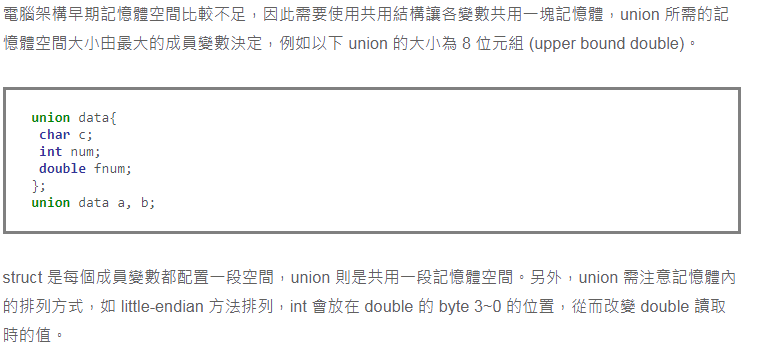 電腦架構早期記憶體空間比較不足，因此需要使用共用結構讓各變數共用一塊記憶體，union 所需的記
憶體空間大小由最大的成員變數決定，例如以下 union 的大小為 8 位元組 (upper bound double)。
union data{
char c;
int num;
double fnum;
};
union data a, b;
struct 是每個成員變數都配置一段空間，union 則是共用一段記憶體空間。另外，union 需注意記憶體內
的排列方式，如 little-endian 方法排列，int 會放在 double 的 byte 3~0 的位置，從而改變 double 讀取
時的值。